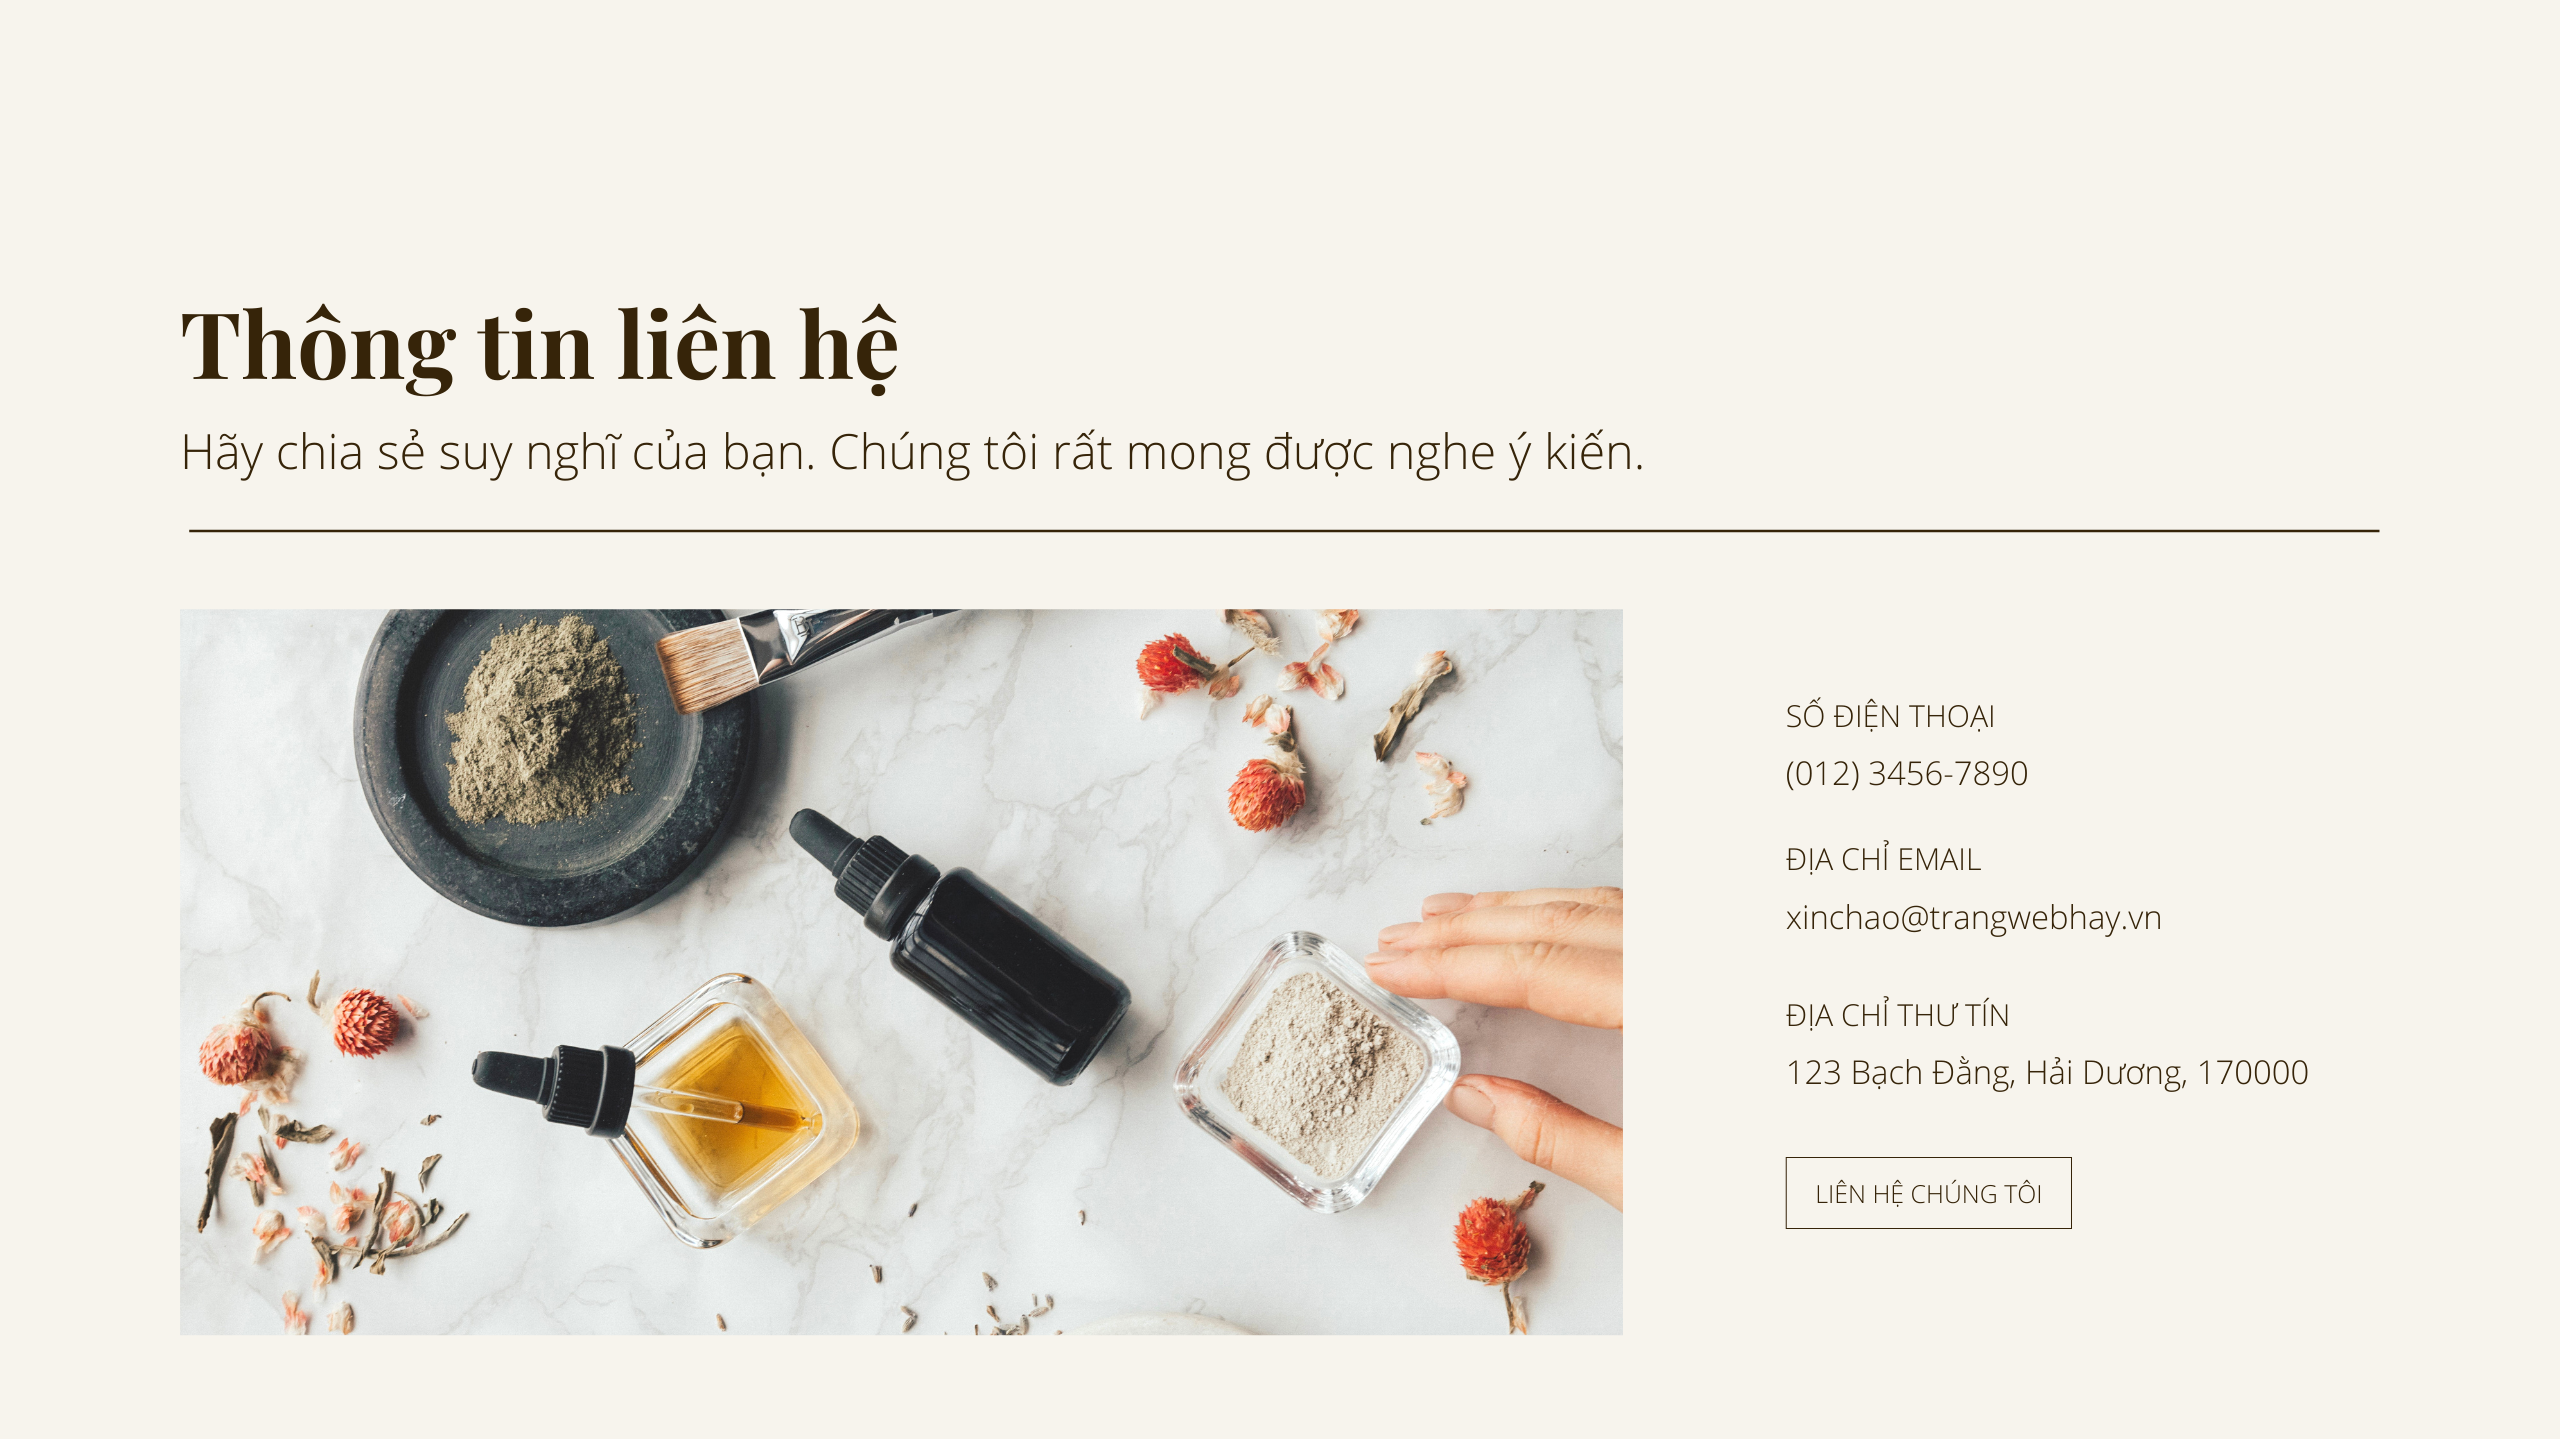 Thông tin liên hệ
Hãy chia sẻ suy nghĩ của bạn. Chúng tôi rất mong được nghe ý kiến.
SỐ ĐIỆN THOẠI
(012) 3456-7890
ĐỊA CHỈ EMAIL
xinchao@trangwebhay.vn
ĐỊA CHỈ THƯ TÍN
123 Bạch Đằng, Hải Dương, 170000
LIÊN HỆ CHÚNG TÔI